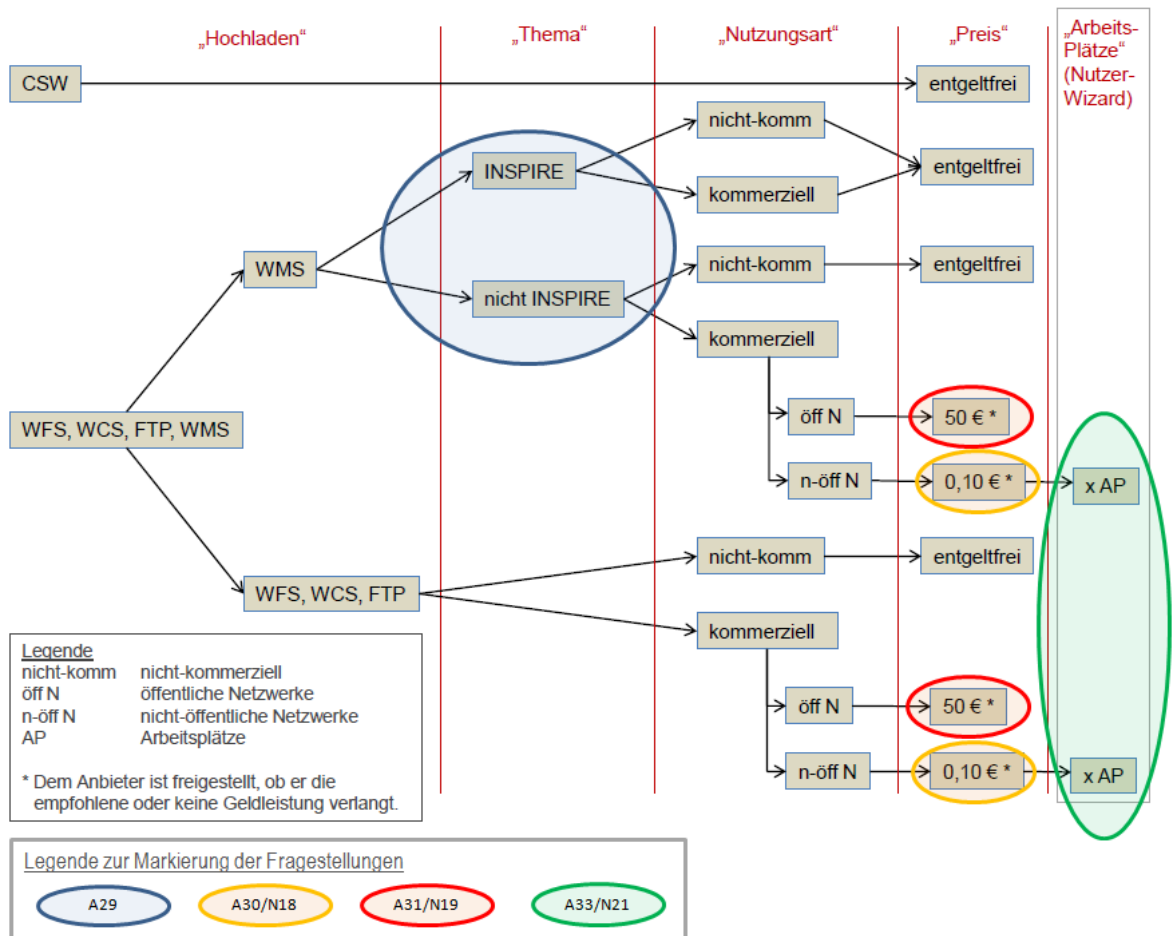 „Hochladen“
„Thema“
„Nutzungsart“
„Preis“
„Arbeits-
Plätze“
(Nutzer-
Wizard)
CSW
entgeltfrei
nicht-komm
INSPIRE
entgeltfrei
kommerziell
WMS
nicht-komm
entgeltfrei
nicht INSPIRE
kommerziell
WFS, WCS, FTP, WMS
öff N
50 € *
n-öff N
0,10 € *
x AP
nicht-komm
entgeltfrei
WFS, WCS, FTP
kommerziell
öff N
50 € *
n-öff N
0,10 € *
x AP
Legende
nicht-komm nicht-kommerziell
öff N öffentliche Netzwerke
n-öff N nicht-öffentliche Netzwerke
AP Arbeitsplätze
* Dem Anbieter ist freigestellt, ob er die
empfohlene oder keine Geldleistung verlangt.
Legende zur Markierung der Fragestellungen
A29
A30/N18
A31/N19
A33/N21